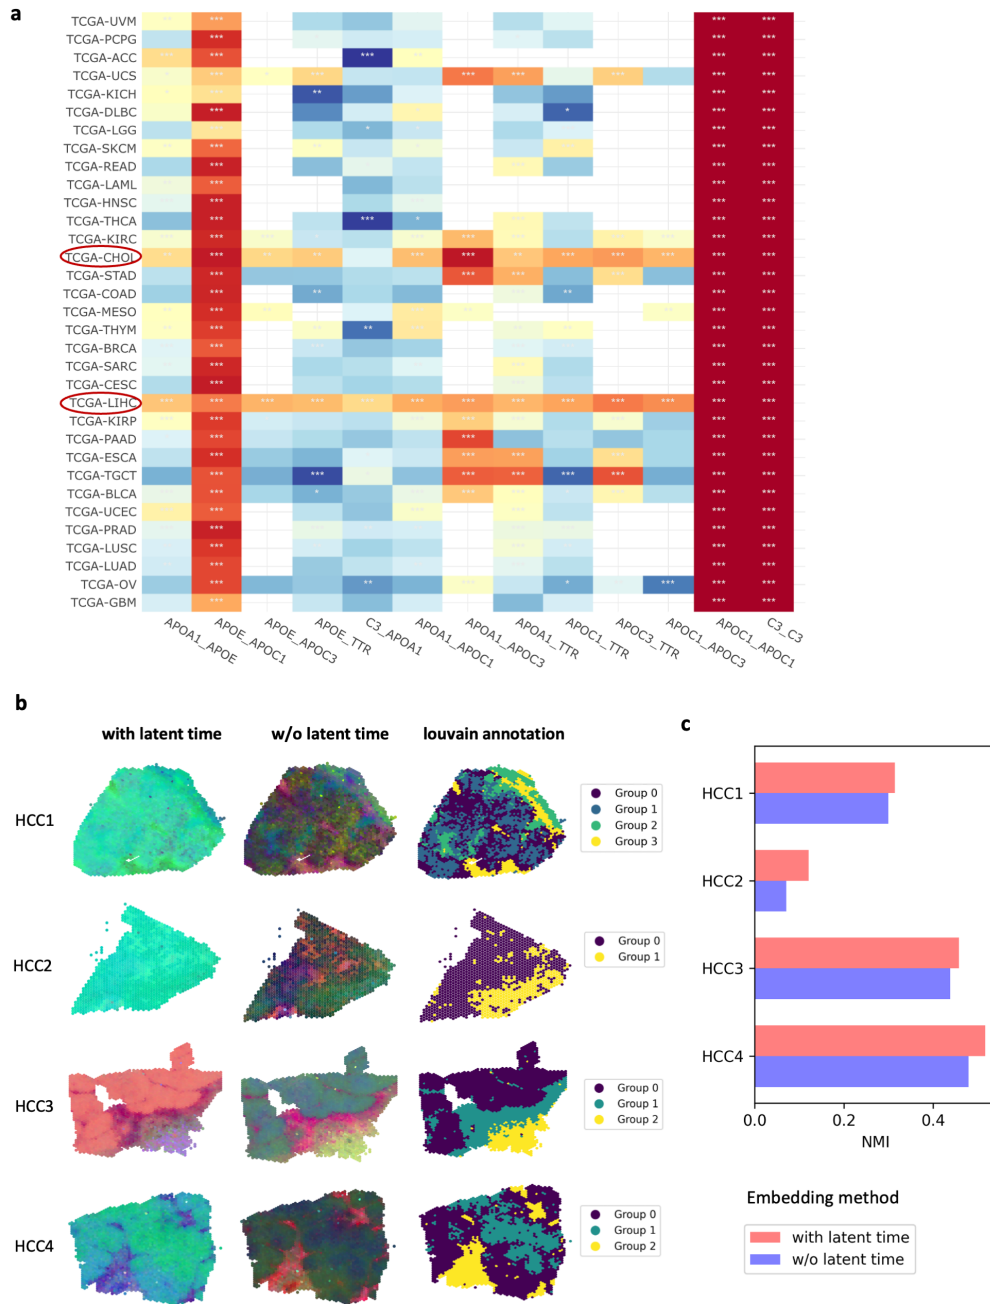 a
TCGA-UVM
TCGA-PCPG
TCGA-ACC
TCGA-UCS
TCGA-KICH
TCGA-DLBC
TCGA-LGG
TCGA-SKCM
TCGA-READ
TCGA-LAML
TCGA-HNSC
TCGA-THCA
TCGA-KIRC
TCGA-CHOL
TCGA-STAD
TCGA-COAD
TCGA-MESO
TCGA-THYM
TCGA-BRCA
TCGA-SARC
TCGA-CESC
TCGA-LIHC
TCGA-KIRP
TCGA-PAAD
TCGA-ESCA
TCGA-TGCT
TCGA-BLCA
TCGA-UCEC
TCGA-PRAD
TCGA-LUSC
TCGA-LUAD
TCGA-OV
TCGA-GBM
APOA1_APOE
APOE_APOC1
APOE_APOC3
APOE_TTR
C3_APOA1
APOA1_APOC1
APOA1_APOC3
APOA1_TTR
APOC1_TTR
APOC3_TTR
APOC1_APOC3
APOC1_APOC1
C3_C3
b
with latent time w/o latent time louvain annotation
HCC1
Group 0
Group 1
Group 2
Group 3
HCC2
Group 0
Group 1
HCC3
Group 0
Group 1
Group 2
HCC4
Group 0
Group 1
Group 2
c
HCC1
HCC2
HCC3
HCC4
0.0 0.2 0.4
NMI
Embedding method
with latent time
w/o latent time